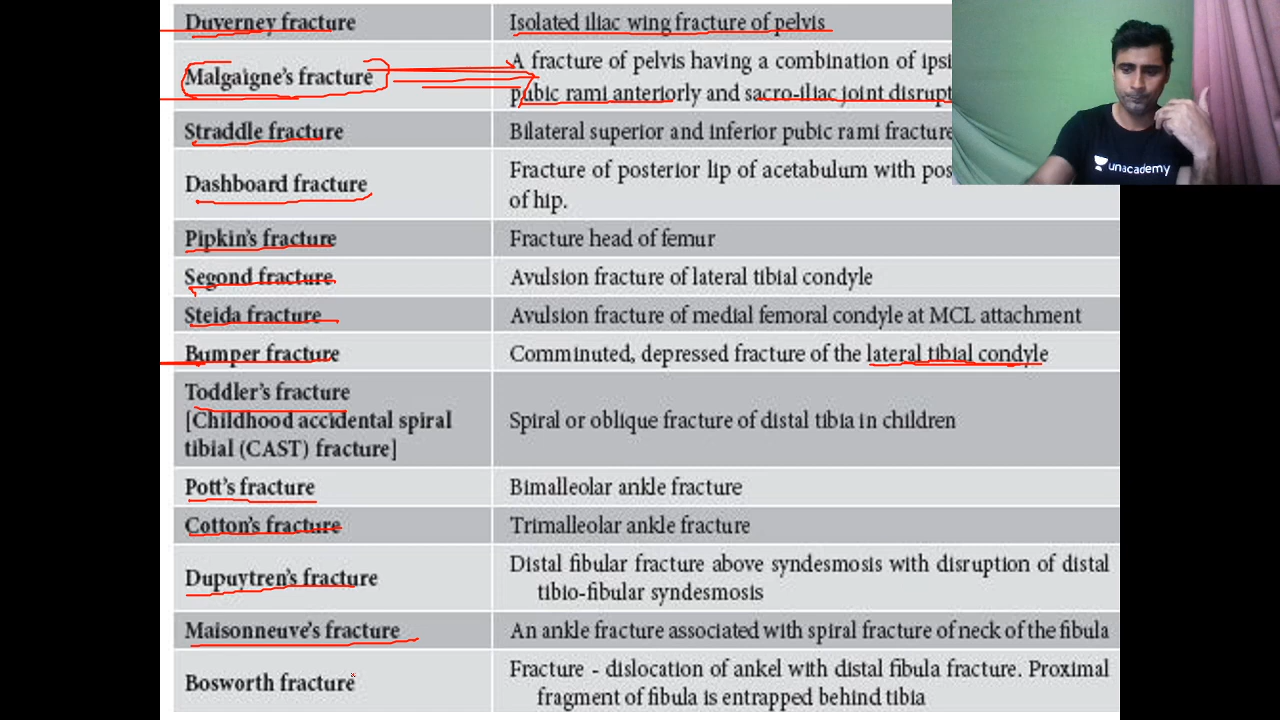 Duverney fracture
Isolated iliac wing fracture of pelvis
Malgaigne's fracture
A fracture of pelvis having a combination of ipsi
pubic rami anteriorly and sacro-iliac joint disrupt
Straddle fracture
Bilateral superior and inferior pubic rami fracture
Dashboard fracture
Fracture of posterior lip of acetabulum with pos
of hip.
Pipkin's fracture
Fracture head of femur
Segond fracture
Avulsion fracture of lateral tibial condyle
Steida fracture
Avulsion fracture of medial femoral condyle at MCL attachment
Bumper fracture
Comminuted, depressed fracture of the lateral tibial condyle
Toddler's fracture
[Childhood accidental spiral
tibial (CAST) fracture]
Spiral or oblique fracture of distal tibia in children
Pott's fracture
Bimalleolar ankle fracture
Cotton's fracture
Trimalleolar ankle fracture
Dupuytren's fracture
Distal fibular fracture above syndesmosis with disruption of distal
tibio-fibular syndesmosis
Maisonneuve's fracture
An ankle fracture associated with spiral fracture of neck of the fibula
Bosworth fracture
Fracture - dislocation of ankel with distal fibula fracture. Proximal
fragment of fibula is entrapped behind tibia
unacademy